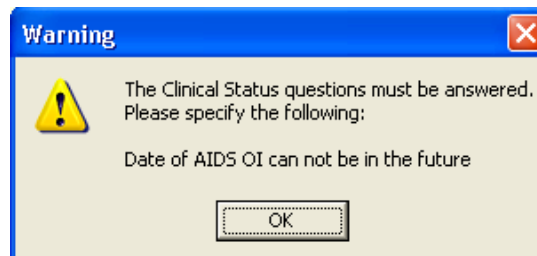 Warning
The Clinical Status questions must be answered.
Please specify the following:
Date of AIDS OI can not be in the future
OK